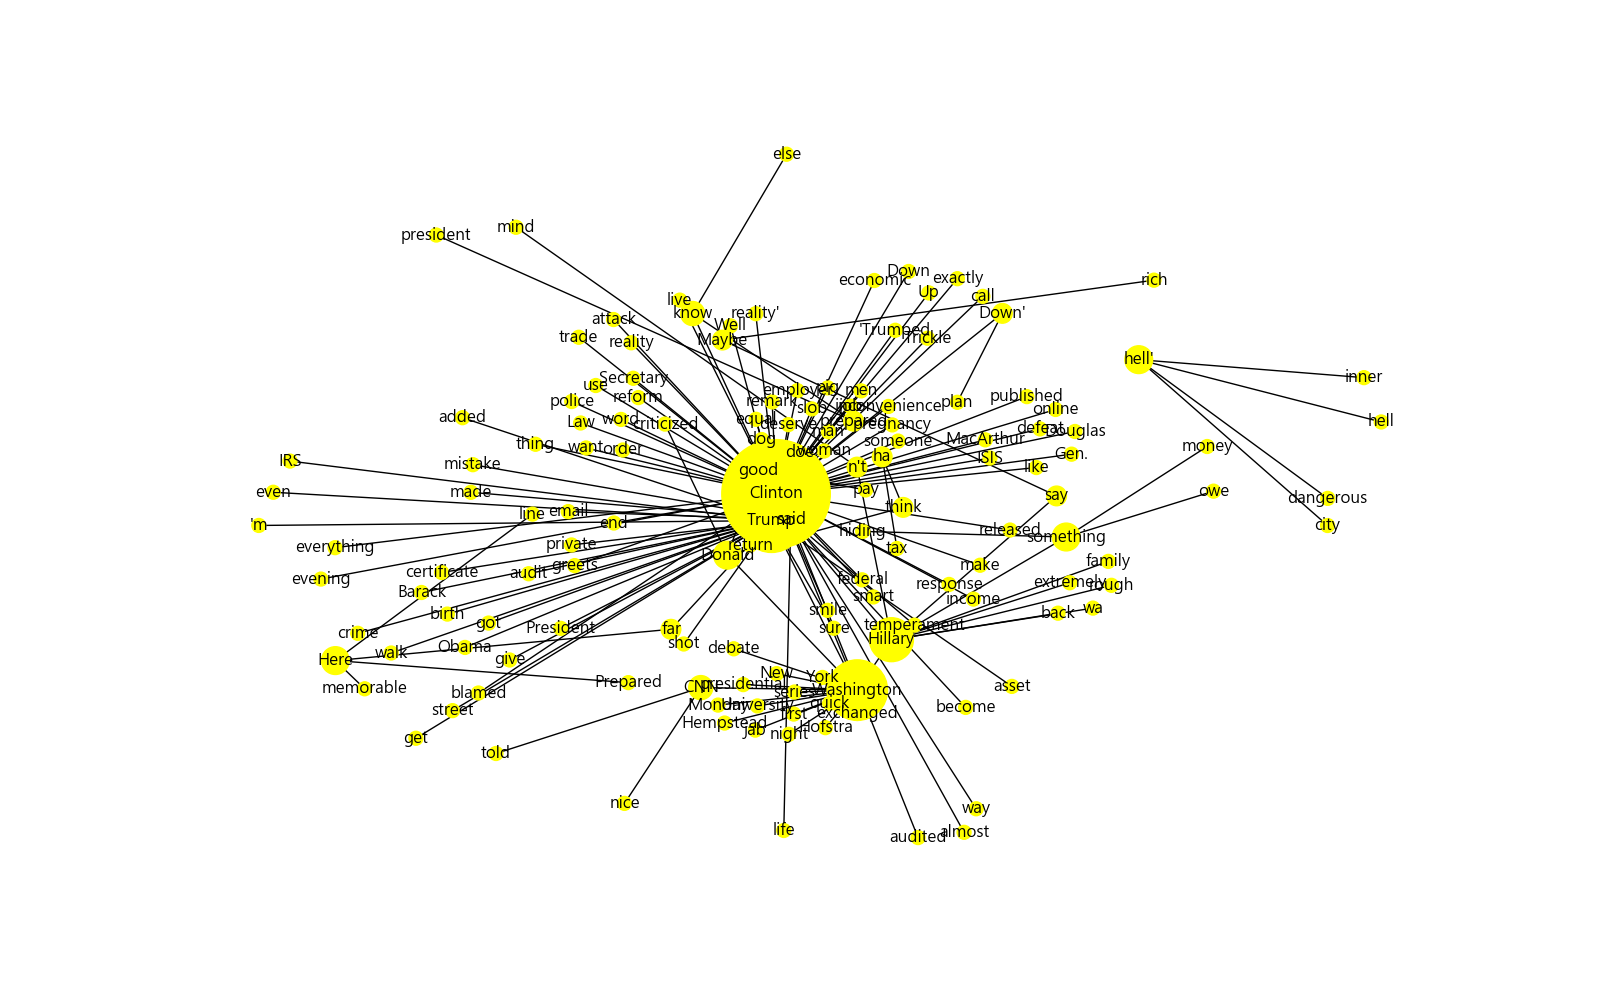 else
mind
president
Down
economic
exactly
rich
Up
call
live
know
reality'
Down'
attack
Well
'Trumped
trade
reality
Maybe
Trickle
hell'
Secretary
inner
use
employer
pig
men
reform
police
remark
slob
inconvenience
plan
published
online
added
Law
word
criticized
equal
deserve
prepared
pregnancy
hell
defeat
Douglas
thing
want
order
dog
man
someone
MacArthur
money
doe
woman
ha
ISIS
Gen.
IRS
mistake
good
n't
like
even
made
Clinton
pay
say
owe
dangerous
line
email
think
'm
end
Trump
said
hiding
released
something
city
everything
private
return
Donald
tax
make
family
evening
certificate
audit
greets
federal
response
extremely
rough
Barack
smart
income
birth
smile
back
wa
crime
got
President
far
sure
temperament
Here
walk
Obama
give
shot
debate
Hillary
memorable
blamed
Prepared
CNN
presidential
New
York
series
Washington
asset
street
Monday
University
quick
become
Hempstead
first
exchanged
get
jab
night
Hofstra
told
nice
life
way
audited
almost